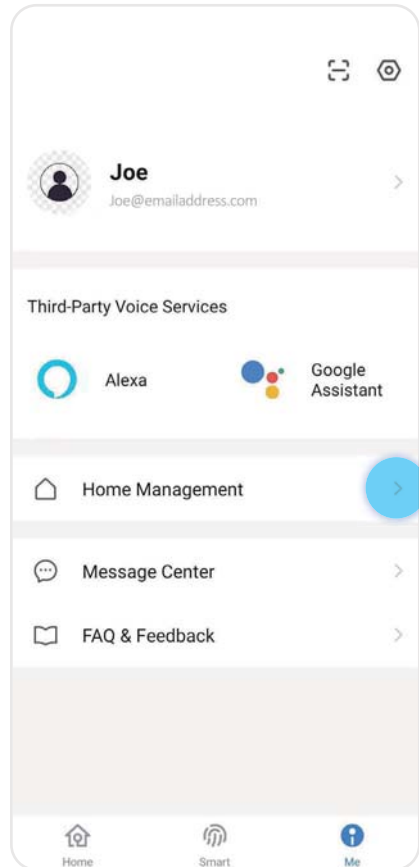 Joe
Joe@emailaddress.com
Third-Party Voice Services
Alexa
Google
Assistant
Home Management
Message Center
FAQ & Feedback
Home
Smart
Me